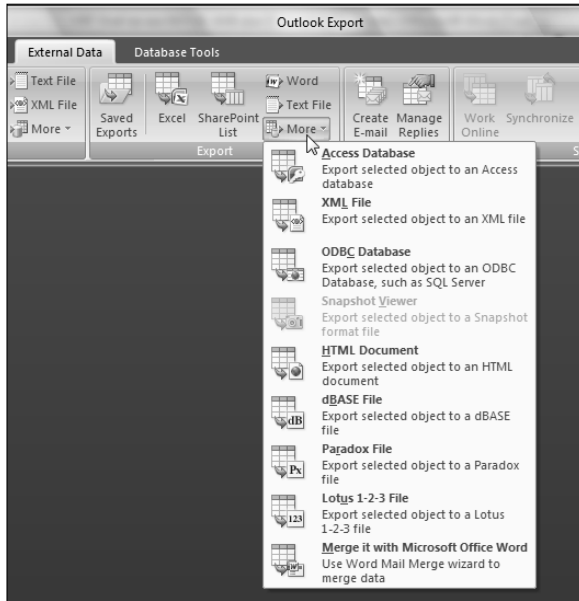 Outlook Export
External Data Database Tools
Text File
XML File
More
Saved Exports
Excel
SharePoint List
Word
Text File
More
Create E-mail
Manage Replies
Work Online
Synchronize
Export
S
Access Database
Export selected object to an Access
database
XML File
Export selected object to an XML file
ODBC Database
Export selected object to an ODBC
Database, such as SQL Server
Snapshot Viewer
Export selected object to a Snapshot
format file
HTML Document
Export selected object to an HTML
document
dBASE File
Export selected object to a dBASE
file
Paradox File
Export selected object to a Paradox
file
Lotus 1-2-3 File
Export selected object to a Lotus
1-2-3 file
Merge it with Microsoft Office Word
Use Word Mail Merge wizard to
merge data